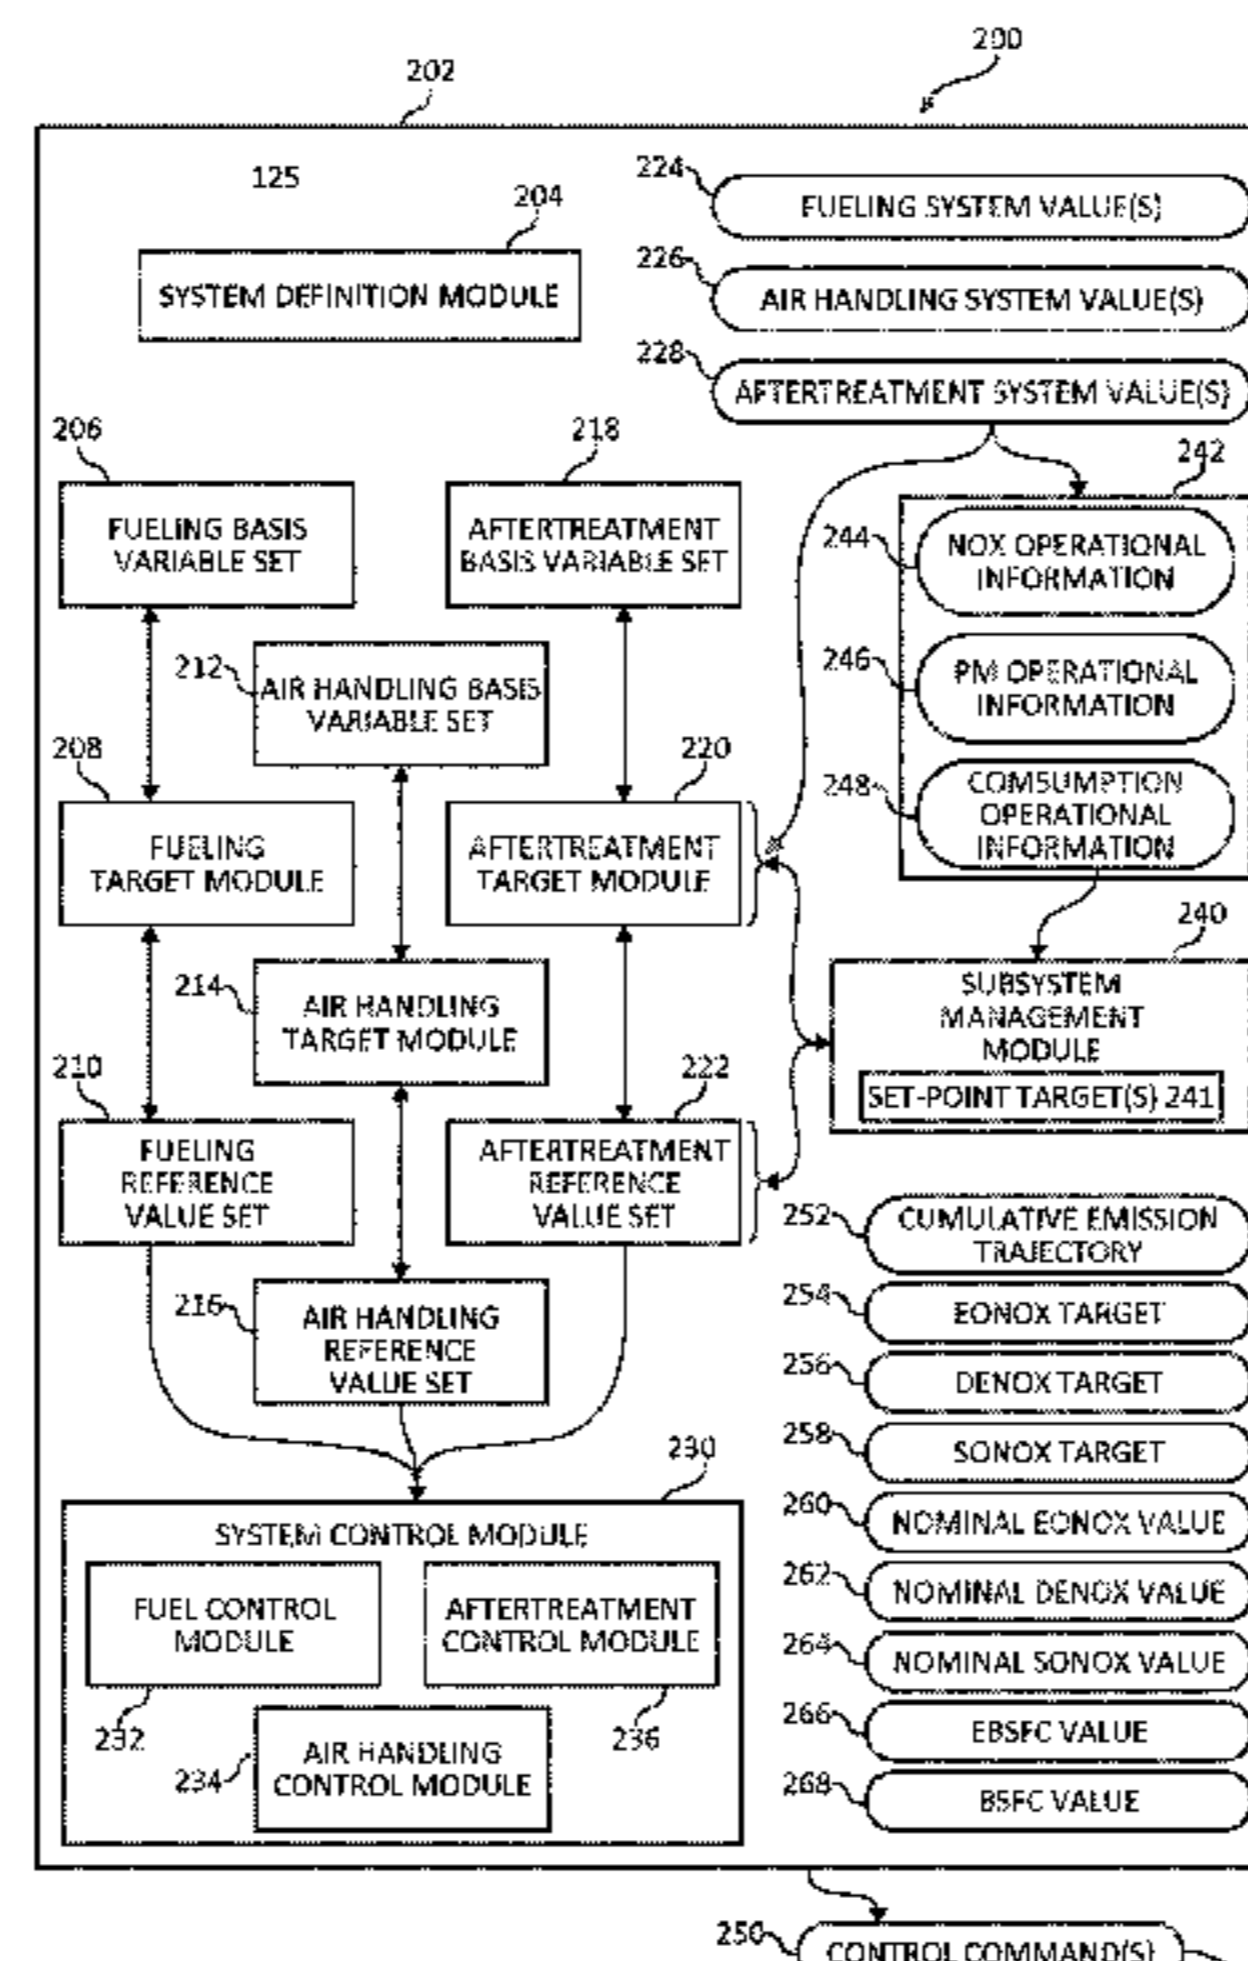 200
202
125
204
SYSTEM DEFINITION MODULE
224
FUELING SYSTEM VALUE(S)
226
AIR HANDLING SYSTEM VALUE(S)
228
AFTERTREATMENT SYSTEM VALUE(S)
206
FUELING BASIS
VARIABLE SET
218
AFTERTREATMENT
BASIS VARIABLE SET
242
244
NOX OPERATIONAL
INFORMATION
212
AIR HANDLING BASIS
VARIABLE SET
246
PM OPERATIONAL
INFORMATION
208
FUELING
TARGET MODULE
220
AFTERTREATMENT
TARGET MODULE
248
COMSUMPTION
OPERATIONAL
INFORMATION
214
AIR HANDLING
TARGET MODULE
240
SUBSYSTEM
MANAGEMENT
MODULE
SET-POINT TARGET(S) 241
210
FUELING
REFERENCE
VALUE SET
222
AFTERTREATMENT
REFERENCE
VALUE SET
216
AIR HANDLING
REFERENCE
VALUE SET
252
CUMULATIVE EMISSION
TRAJECTORY
254
EONOX TARGET
256
DENOX TARGET
258
SONOX TARGET
260
NOMINAL EONOX VALUE
262
NOMINAL DENOX VALUE
264
NOMINAL SONOX VALUE
266
EBSFC VALUE
268
BSFC VALUE
230
SYSTEM CONTROL MODULE
FUEL CONTROL
MODULE
232
AFTERTREATMENT
CONTROL MODULE
236
234
AIR HANDLING
CONTROL MODULE
250
CONTROL COMMAND(S)